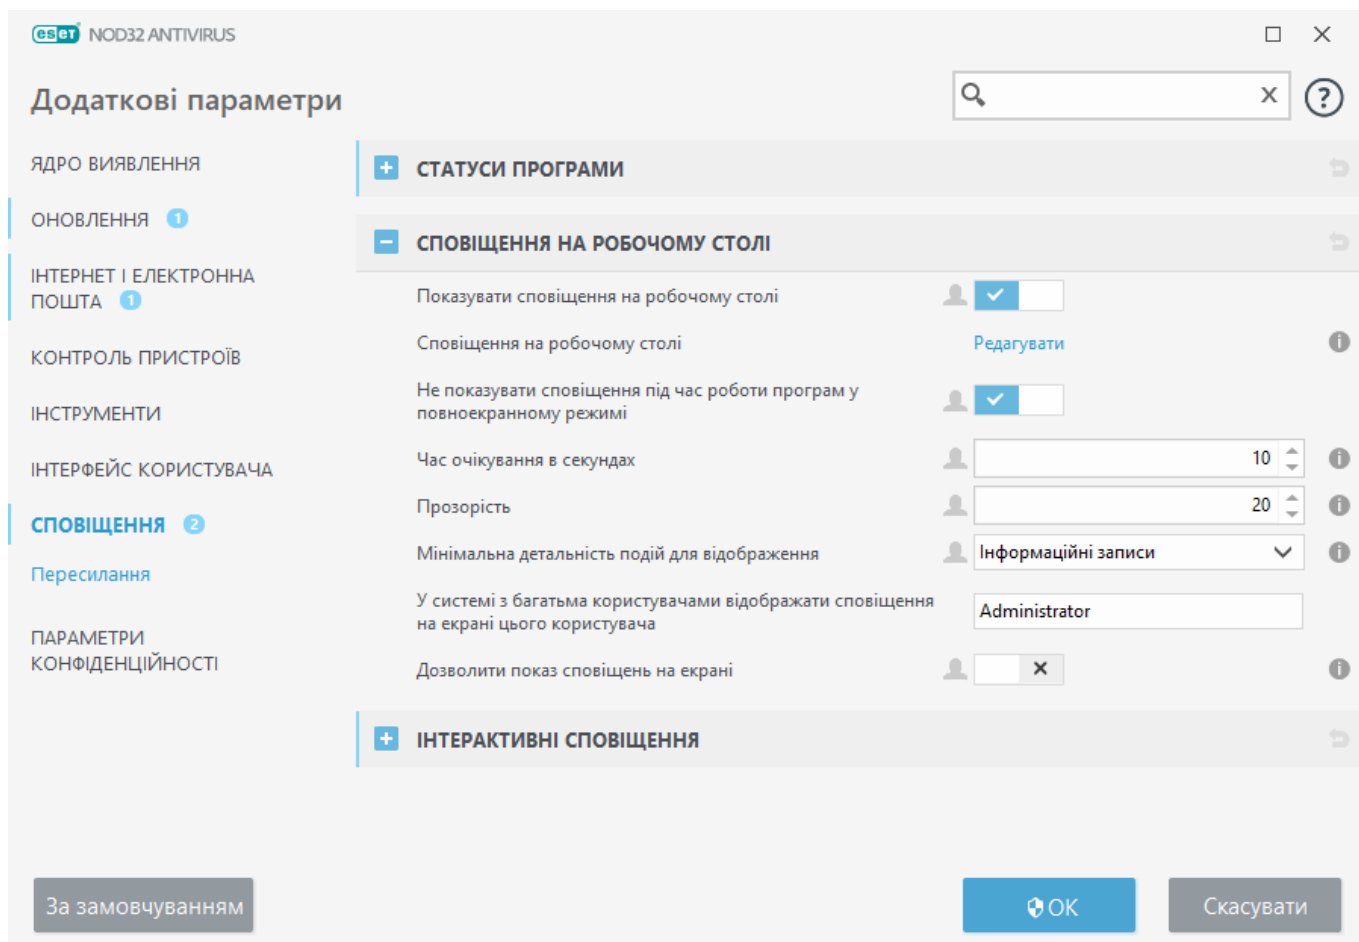 eset NOD32 ANTIVIRUS
Додаткові параметри
x
?
ЯДРО ВИЯВЛЕННЯ
ОНОВЛЕННЯ 1
ІНТЕРНЕТ І ЕЛЕКТРОННА
ПОШТА 1
КОНТРОЛЬ ПРИСТРОЇВ
ІНСТРУМЕНТИ
ІНТЕРФЕЙС КОРИСТУВАЧА
СПОВІЩЕННЯ 2
Пересилання
ПАРАМЕТРИ
КОНФІДЕНЦІЙНОСТІ
СТАТУСИ ПРОГРАМИ
СПОВІЩЕННЯ НА РОБОЧОМУ СТОЛІ
Показувати сповіщення на робочому столі
Сповіщення на робочому столі Редагувати
Не показувати сповіщення під час роботи програм у
повноекранному режимі
Час очікування в секундах 10
Прозорість 20
Мінімальна детальність подій для відображення Інформаційні записи
У системі з багатьма користувачами відображати сповіщення
на екрані цього користувача Administrator
Дозволити показ сповіщень на екрані
ІНТЕРАКТИВНІ СПОВІЩЕННЯ
За замовчуванням
OK
Скасувати